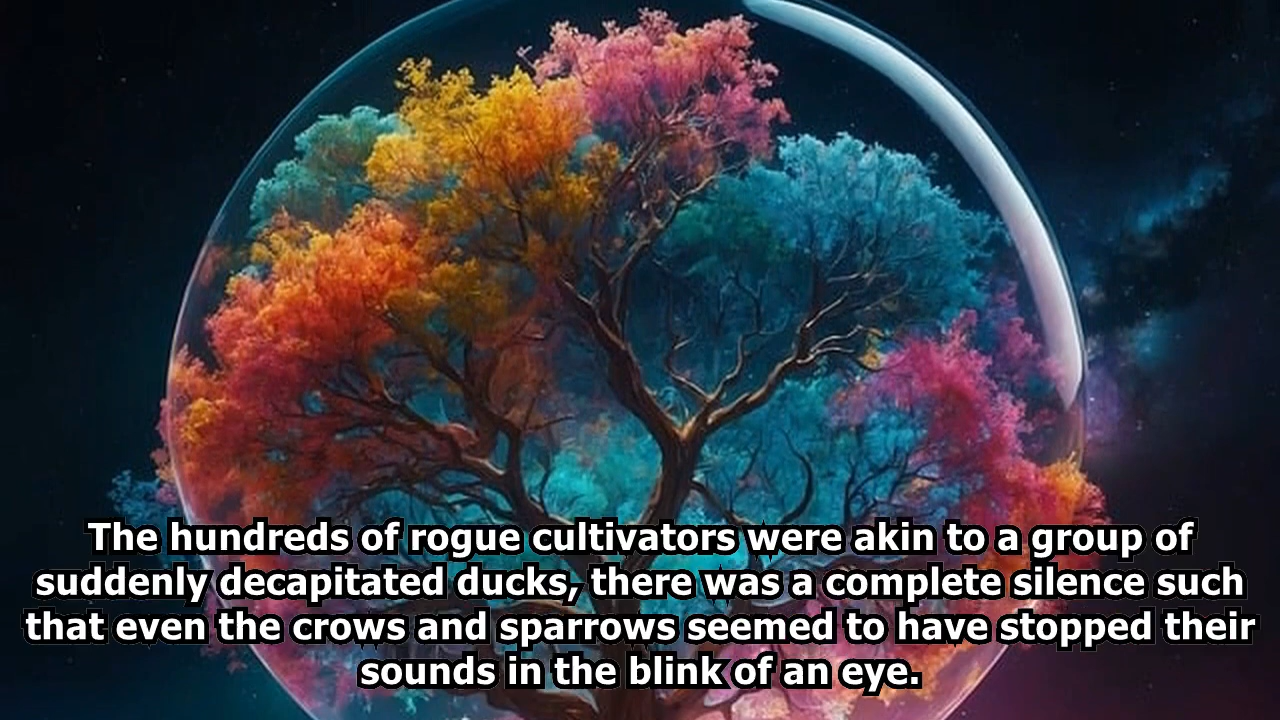 The hundreds of rogue cultivators were akin to a group of
suddenly decapitated ducks, there was a complete silence such
that even the crows and sparrows seemed to have stopped their
sounds in the blink of an eye.